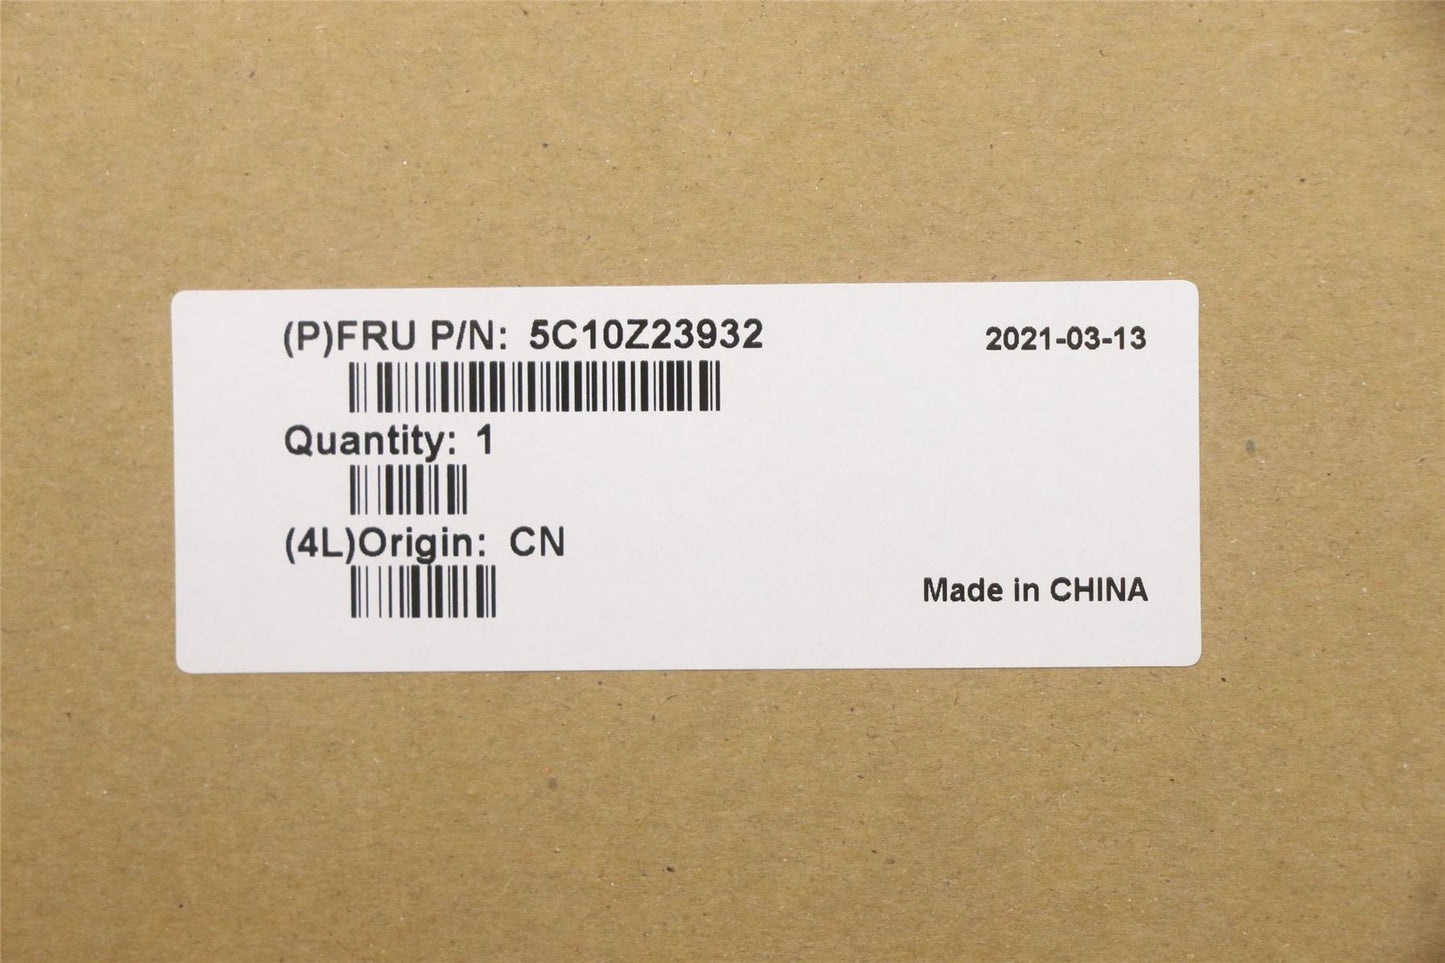 (P)FRU P/N: 5C10Z23932
2021-03-13
Quantity: 1
(4L)Origin: CN
Made in CHINA